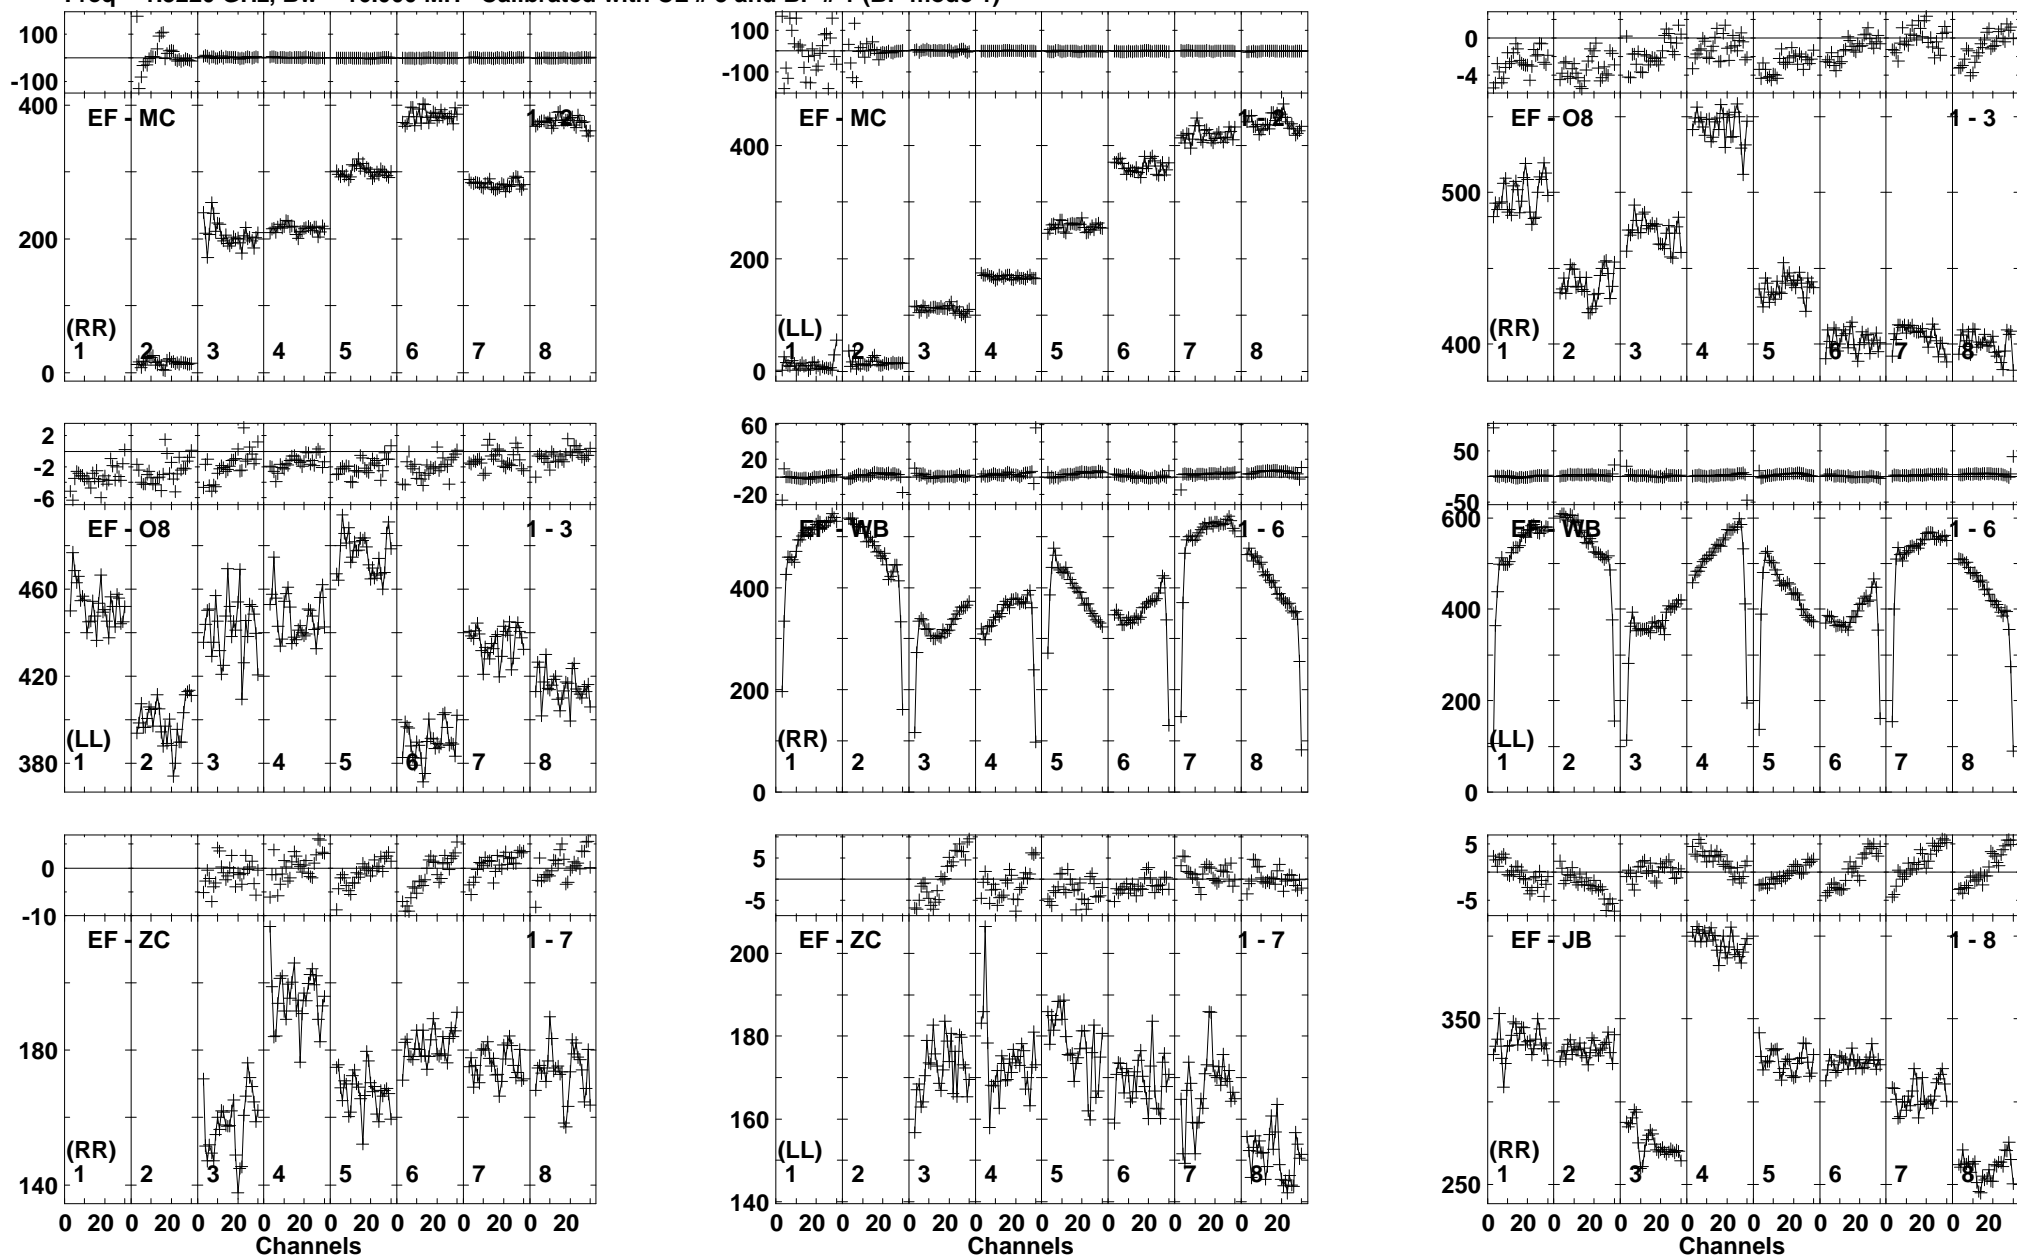 EF - MC 1 - 2
100
-100
400
200
0
(RR)
1 2 3 4 5 6 7 8
EF - MC 1 - 2
100
-100
400
200
0
(LL)
1 2 3 4 5 6 7 8
EF - O8 1 - 3
0
-4
500
400
(RR)
1 2 3 4 5 6 7 8
EF - O8 1 - 3
2
-2
-6
460
420
380
(LL)
1 2 3 4 5 6 7 8
EF - WB 1 - 6
60
20
-20
400
200
0
(RR)
1 2 3 4 5 6 7 8
EF - WB 1 - 6
50
-50
600
400
200
0
(LL)
1 2 3 4 5 6 7 8
EF - ZC 1 - 7
0
-10
180
140
(RR)
1 2 3 4 5 6 7 8
0 20 0 20 0 20 0 20 0 20 0 20 0 20 0 20
Channels
EF - ZC 1 - 7
5
-5
200
180
160
140
(LL)
1 2 3 4 5 6 7 8
0 20 0 20 0 20 0 20 0 20 0 20 0 20 0 20
Channels
EF - JB 1 - 8
5
-5
350
250
(RR)
1 2 3 4 5 6 7 8
0 20 0 20 0 20 0 20 0 20 0 20 0 20 0 20
Channels